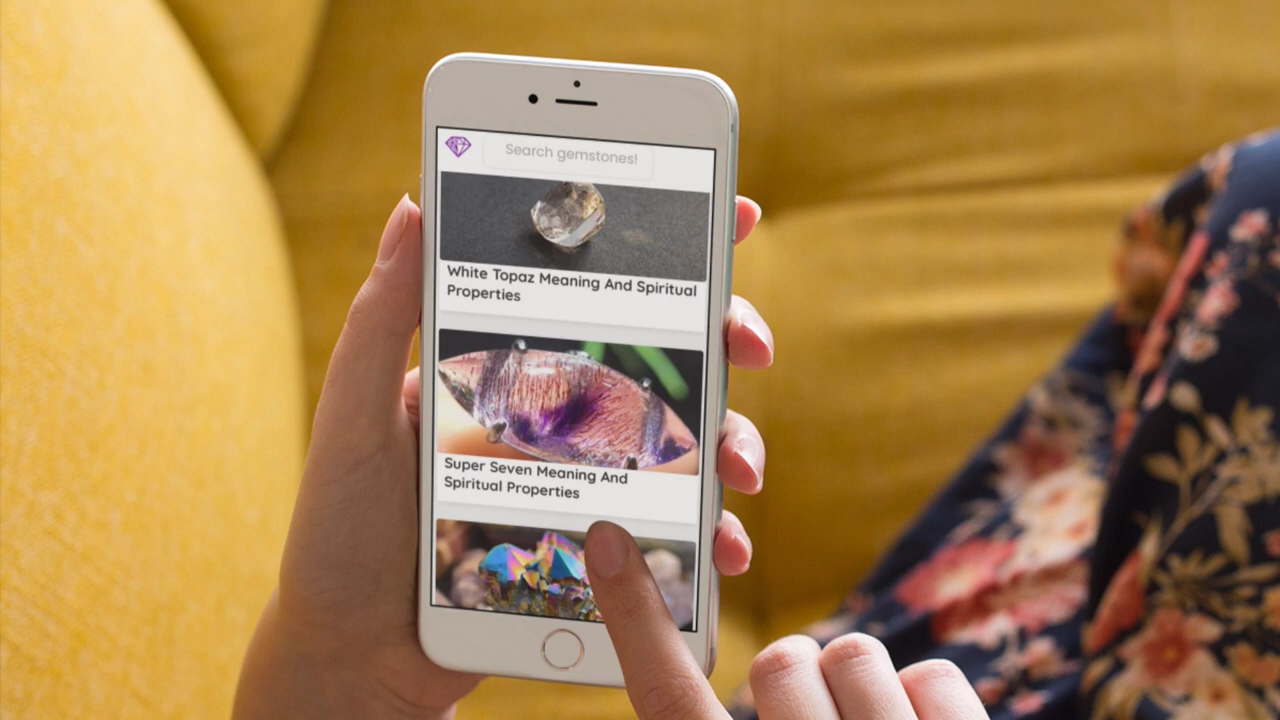 Search gemstones!
White Topaz Meaning And Spiritual
Properties
Super Seven Meaning And
Spiritual Properties